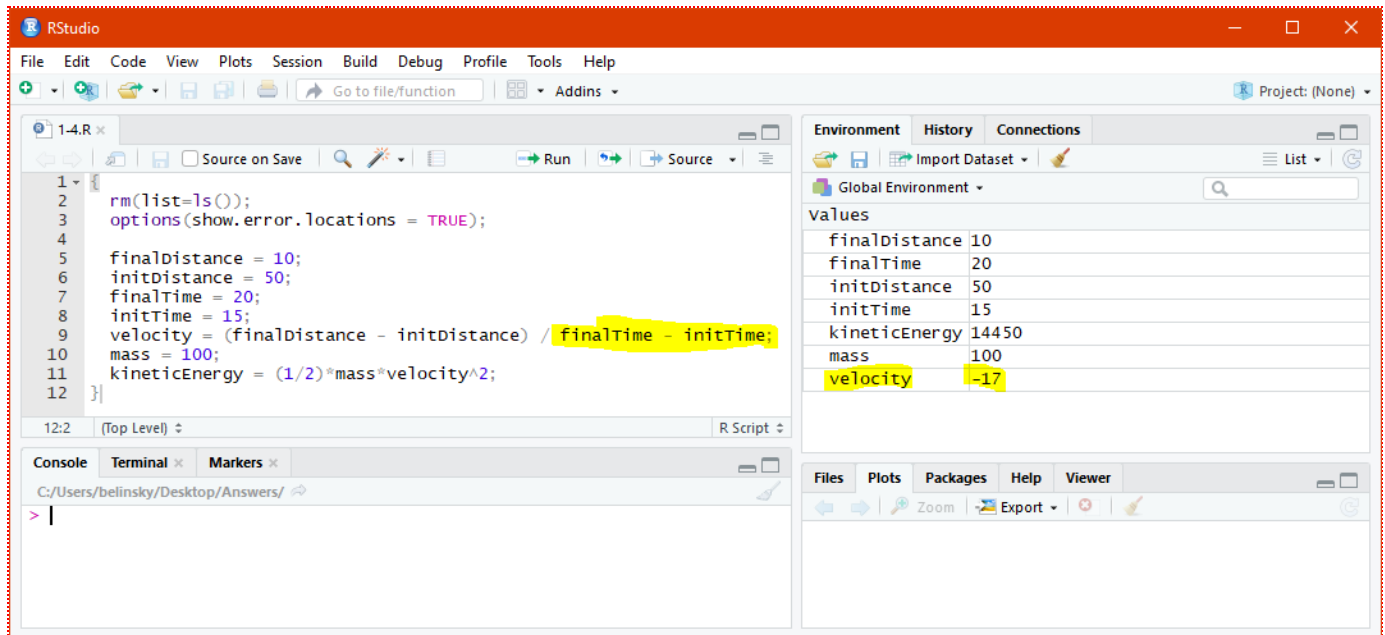 RStudio
File Edit Code View Plots Session Build Debug Profile Tools Help
Go to file/function Addins Project: (None)
1-4.R
Source on Save Run Source
1 {
2 rm(list=ls());
3 options(show.error.locations = TRUE);
4
5 finalDistance = 10;
6 initDistance = 50;
7 finalTime = 20;
8 initTime = 15;
9 velocity = (finalDistance - initDistance) / finalTime - initTime;
10 mass = 100;
11 kineticEnergy = (1/2)*mass*velocity^2;
12 }
12:2 (Top Level) R Script
Console Terminal Markers
C:/Users/belinsky/Desktop/Answers/
>
Environment History Connections
Import Dataset List
Global Environment
Values
finalDistance 10
finalTime 20
initDistance 50
initTime 15
kineticEnergy 14450
mass 100
velocity -17
Files Plots Packages Help Viewer
Zoom Export